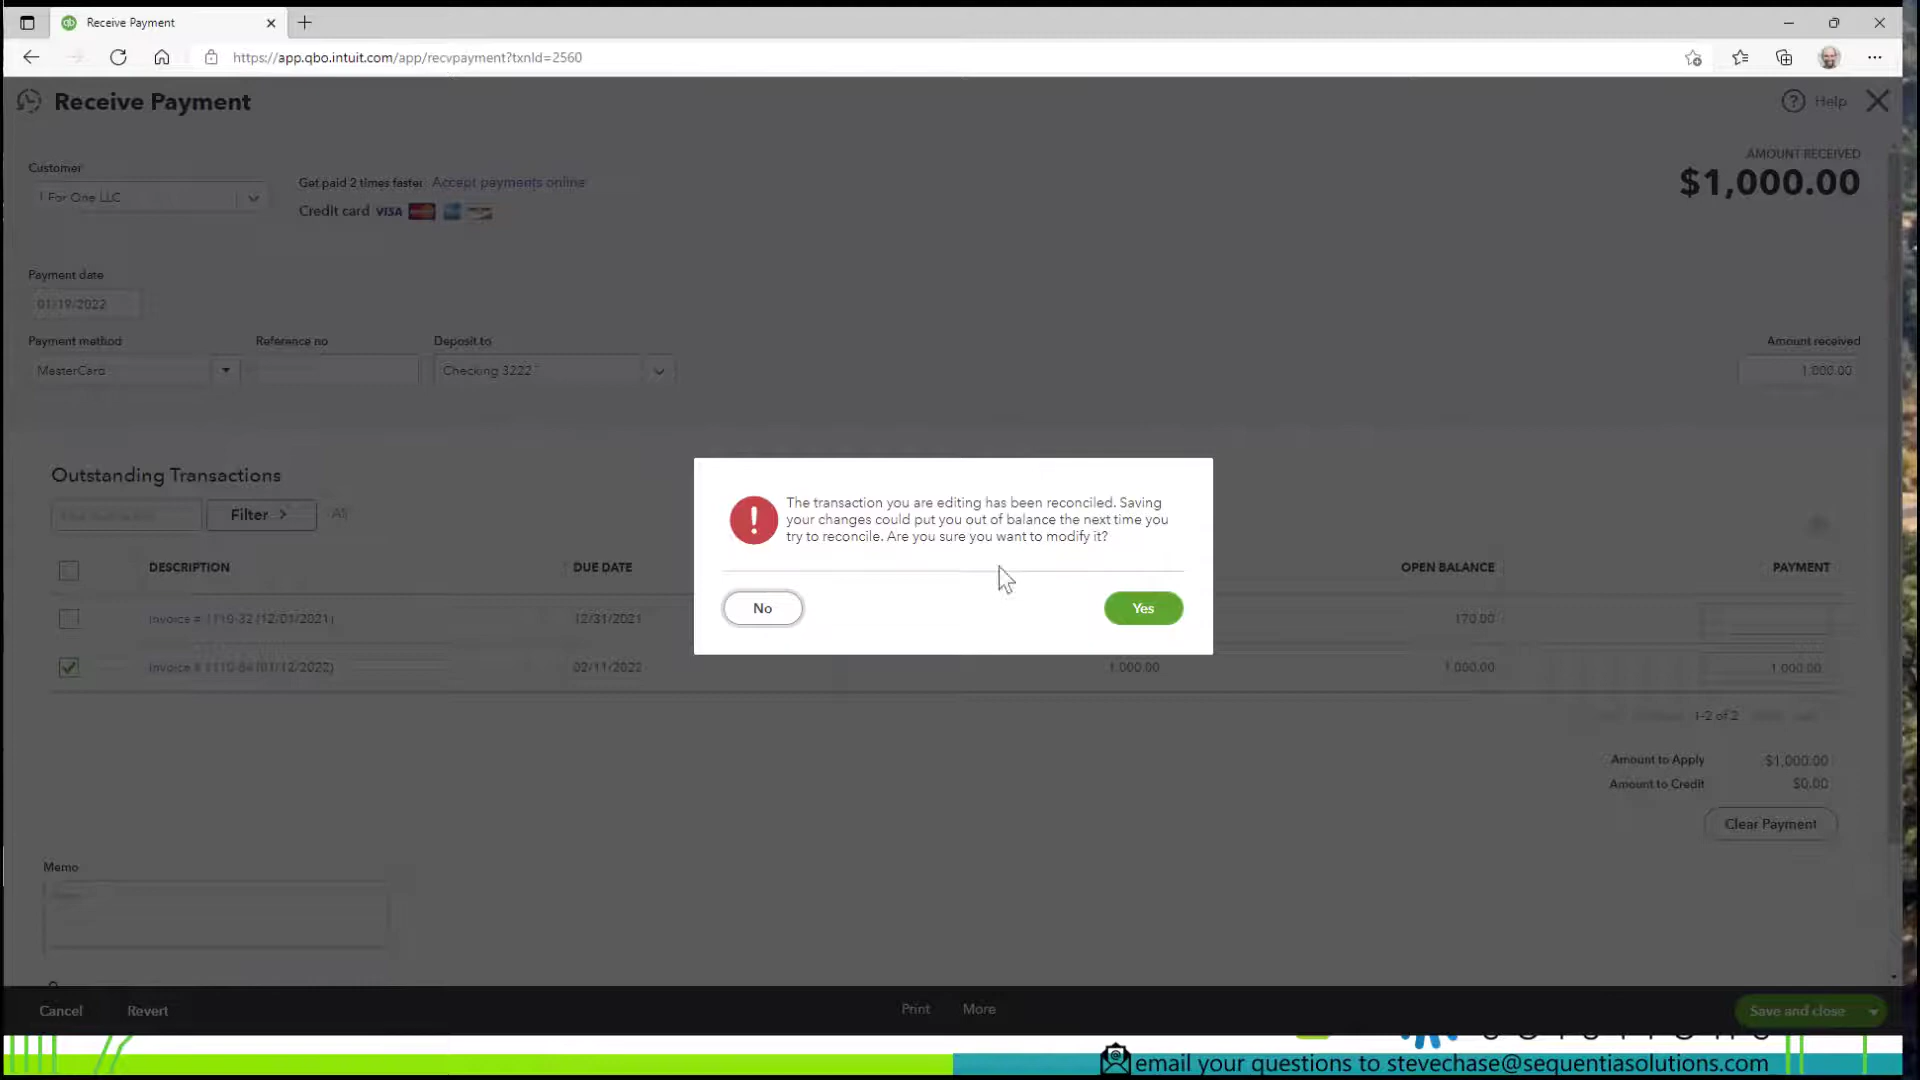 Receive Payment
https://app.qbo.intuit.com/app/recvpayment?txnId=2560
Receive Payment
Help
Customer
1 For One LLC
Get paid 2 times faster Accept payments online
Credit card VISA
AMOUNT RECEIVED
$1,000.00
Payment date
01/19/2022
Payment method
Reference no
Deposit to
Amount received
MasterCard
Checking 3222
1,000.00
Outstanding Transactions
Filter >
All
The transaction you are editing has been reconciled. Saving
your changes could put you out of balance the next time you
try to reconcile. Are you sure you want to modify it?
No
Yes
DESCRIPTION
DUE DATE
OPEN BALANCE
PAYMENT
Invoice # 1110-32 (12/01/2021)
12/31/2021
170.00
Invoice # 1110-64 (01/12/2022)
02/11/2022
1,000.00
1,000.00
1,000.00
1-2 of 2
Amount to Apply
$1,000.00
Amount to Credit
$0.00
Clear Payment
Memo
Cancel
Revert
Print
More
Save and close
email your questions to stevechase@sequentiasolutions.com